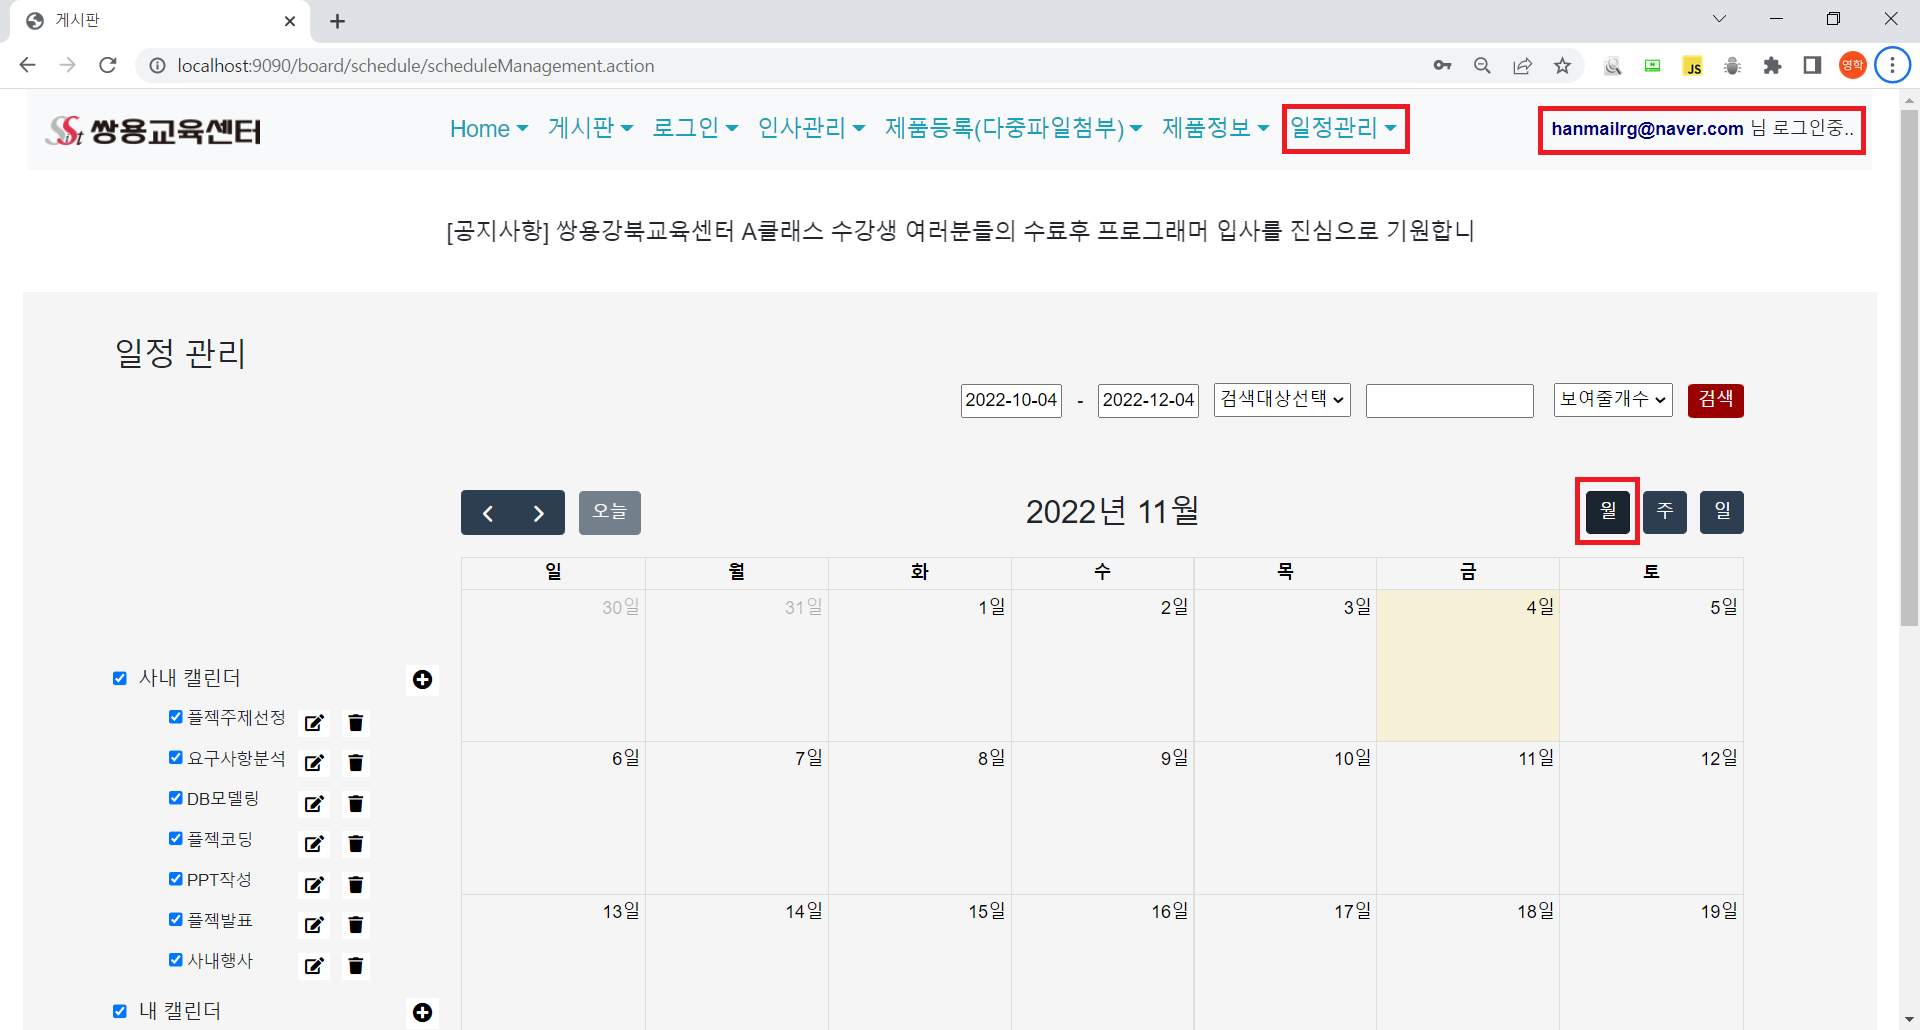 게시판
localhost:9090/board/schedule/scheduleManagement.action
JS
영학
SSit 쌍용교육센터 Home 게시판 로그인 인사관리 제품등록(다중파일첨부) 제품정보 일정관리 hanmailrg@naver.com 님 로그인중..
[공지사항] 쌍용강북교육센터 A클래스 수강생 여러분들의 수료후 프로그래머 입사를 진심으로 기원합니
일정 관리
2022-10-04 - 2022-12-04 검색대상선택 보여줄개수 검색
오늘 2022년 11월 월 주 일
일 월 화 수 목 금 토
30일 31일 1일 2일 3일 4일 5일
사내 캘린더
플젝주제선정
요구사항분석
DB모델링
플젝코딩
PPT작성
플젝발표
사내행사
내 캘린더
6일 7일 8일 9일 10일 11일 12일
13일 14일 15일 16일 17일 18일 19일